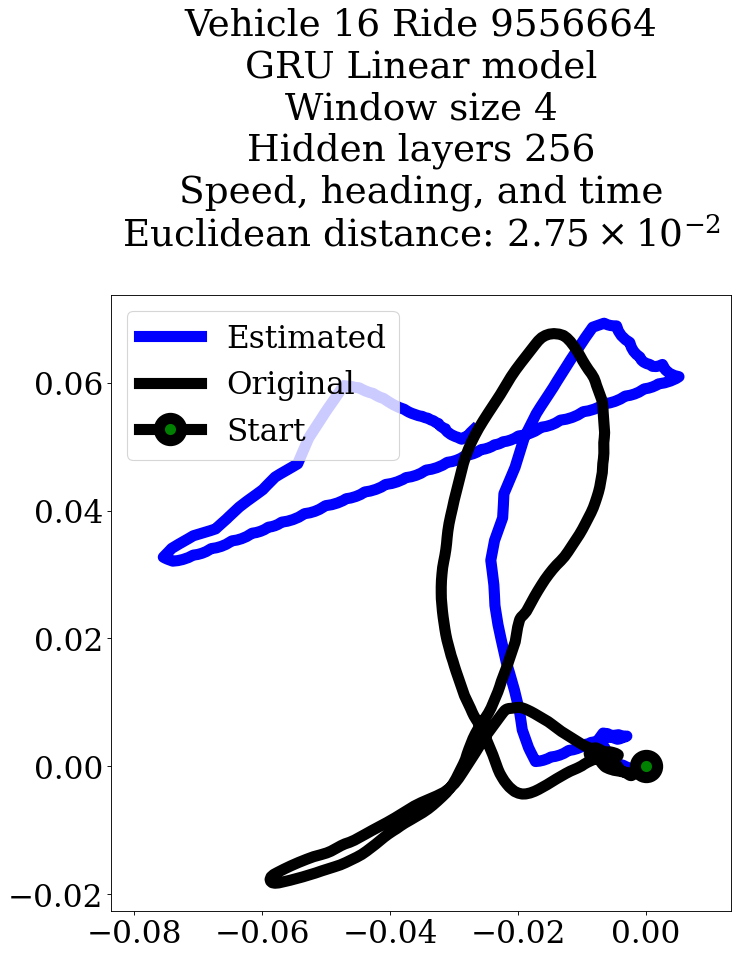 Vehicle 16 Ride 9556664
GRU Linear model
Window size 4
Hidden layers 256
Speed, heading, and time
Euclidean distance: 2.75 × 10⁻²
Estimated
Original
Start
0.06
0.04
0.02
0.00
−0.02
−0.08
−0.06
−0.04
−0.02
0.00